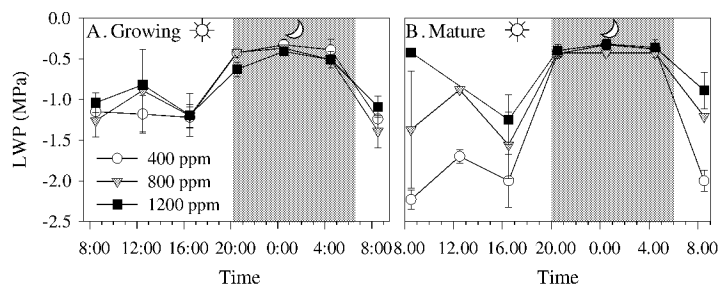 A. Growing
B. Mature
LWP (MPa)
0.0
-0.5
-1.0
-1.5
-2.0
-2.5
400 ppm
800 ppm
1200 ppm
8:00 12:00 16:00 20:00 0:00 4:00 8:00
8.00 12.00 16.00 20.00 0.00 4.00 8.00
Time
Time